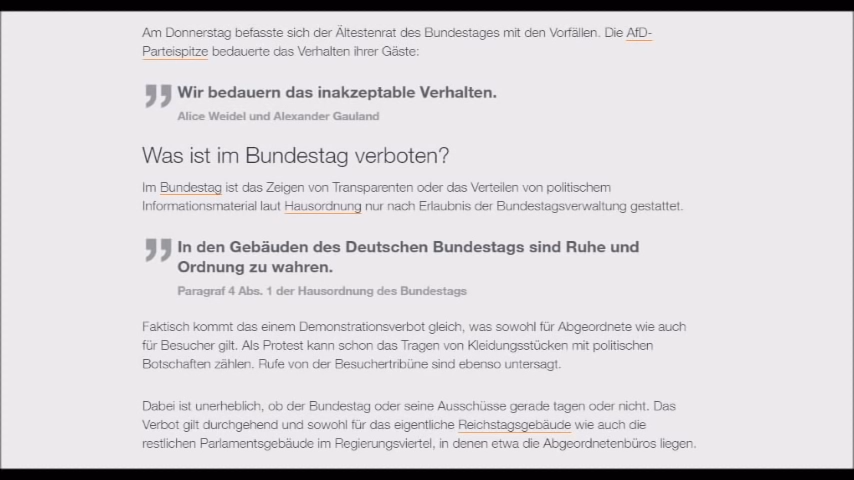 Am Donnerstag befasste sich der Ältestenrat des Bundestages mit den Vorfällen. Die AfD-
Parteispitze bedauerte das Verhalten ihrer Gäste:
Wir bedauern das inakzeptable Verhalten.
Alice Weidel und Alexander Gauland
Was ist im Bundestag verboten?
Im Bundestag ist das Zeigen von Transparenten oder das Verteilen von politischem
Informationsmaterial laut Hausordnung nur nach Erlaubnis der Bundestagsverwaltung gestattet.
In den Gebäuden des Deutschen Bundestags sind Ruhe und
Ordnung zu wahren.
Paragraf 4 Abs. 1 der Hausordnung des Bundestags
Faktisch kommt das einem Demonstrationsverbot gleich, was sowohl für Abgeordnete wie auch
für Besucher gilt. Als Protest kann schon das Tragen von Kleidungsstücken mit politischen
Botschaften zählen. Rufe von der Besuchertribüne sind ebenso untersagt.
Dabei ist unerheblich, ob der Bundestag oder seine Ausschüsse gerade tagen oder nicht. Das
Verbot gilt durchgehend und sowohl für das eigentliche Reichstagsgebäude wie auch die
restlichen Parlamentsgebäude im Regierungsviertel, in denen etwa die Abgeordnetenbüros liegen.